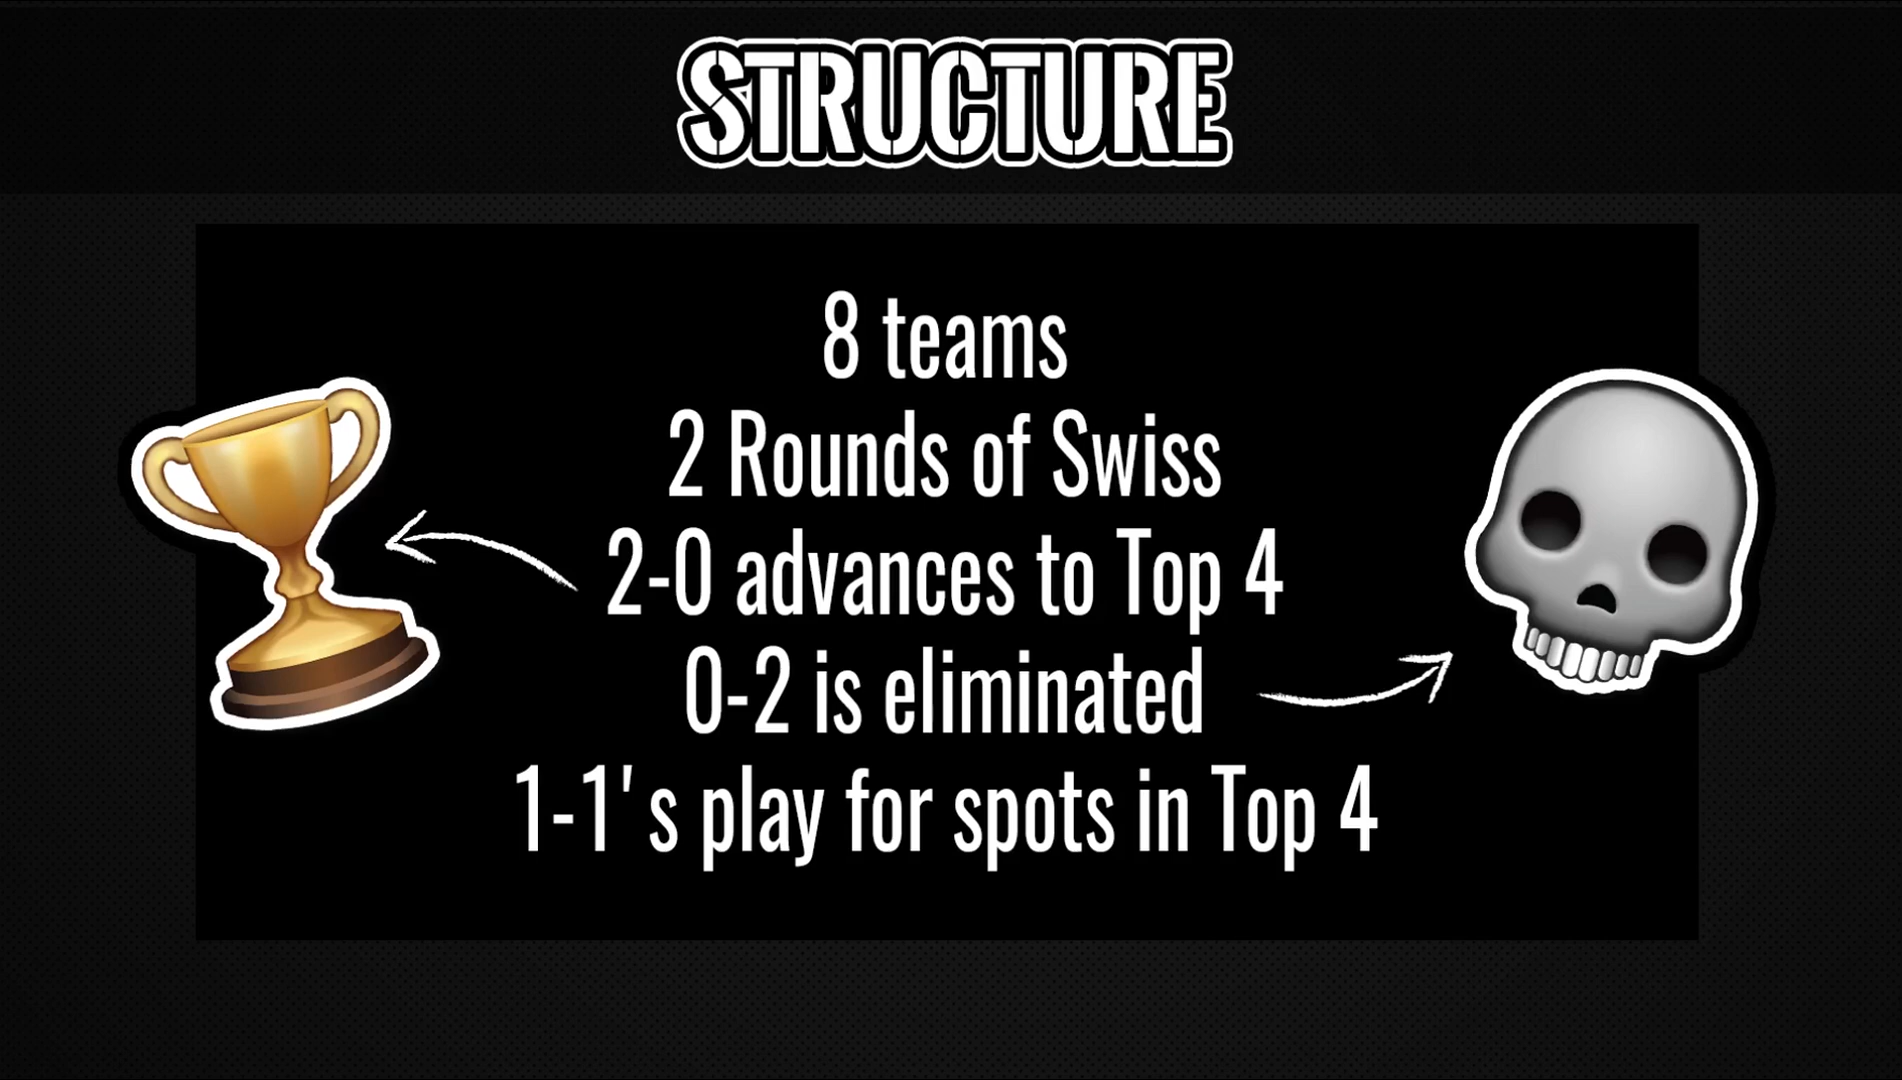 STRUCTURE
8 teams
2 Rounds of Swiss
2-0 advances to Top 4
0-2 is eliminated
1-1's play for spots in Top 4